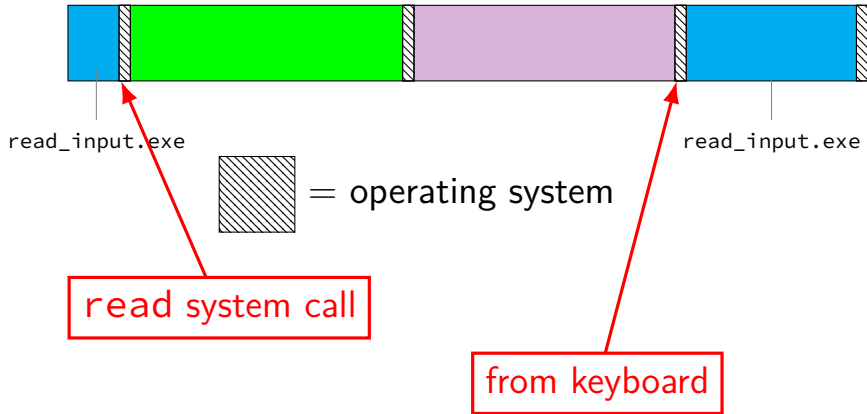 read_input.exe
read_input.exe
= operating system
read system call
from keyboard